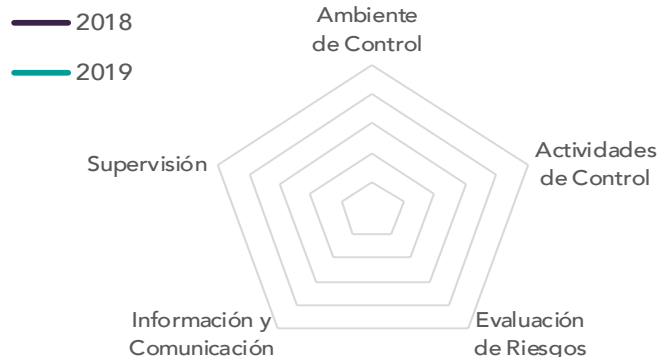 2018
2019
Ambiente
de Control
Actividades
de Control
Evaluación
de Riesgos
Información y
Comunicación
Supervisión